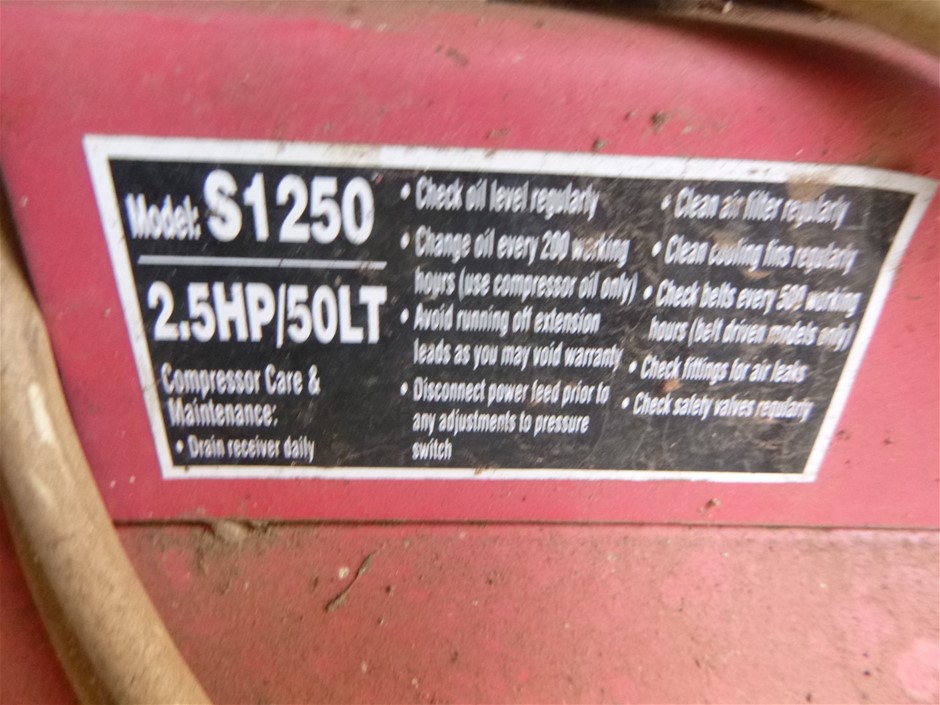 Model: S1250
2.5HP/50LT
Compressor Care &
Maintenance:
• Drain receiver daily
• Check oil level regularly
• Change oil every 200 working
hours (use compressor oil only)
• Avoid running off extension
leads as you may void warranty
• Disconnect power feed prior to
any adjustments to pressure
switch
• Clean air filter regularly
• Clean cooling fins regularly
• Check belts every 500 working
hours (belt driven models only)
• Check fittings for air leaks
• Check safety valves regularly